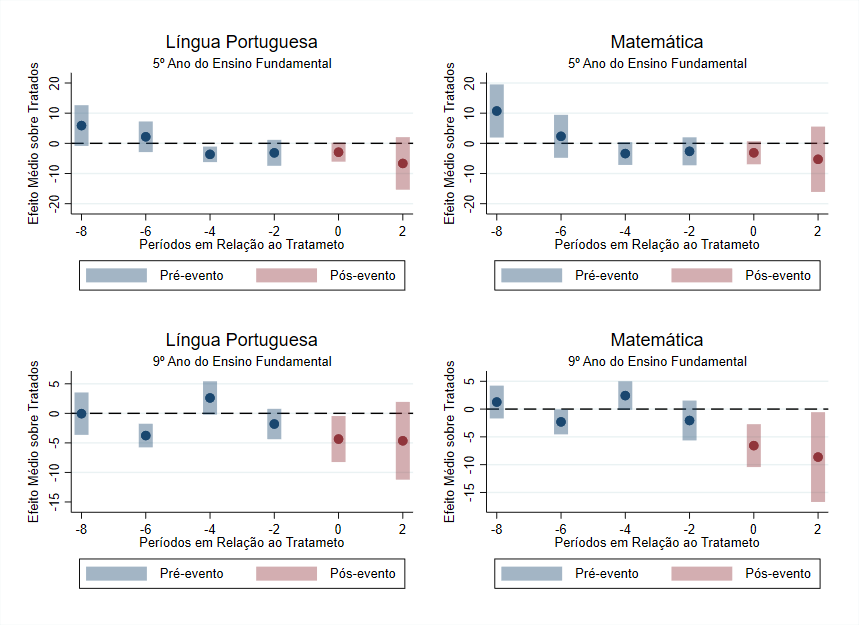 Língua Portuguesa
5º Ano do Ensino Fundamental
Efeito Médio sobre Tratados
20
10
0
-10
-20
-8 -6 -4 -2 0 2
Períodos em Relação ao Tratameto
Pré-evento Pós-evento
Matemática
5º Ano do Ensino Fundamental
Efeito Médio sobre Tratados
20
10
0
-10
-20
-8 -6 -4 -2 0 2
Períodos em Relação ao Tratameto
Pré-evento Pós-evento
Língua Portuguesa
9º Ano do Ensino Fundamental
Efeito Médio sobre Tratados
5
0
-5
-10
-15
-8 -6 -4 -2 0 2
Períodos em Relação ao Tratameto
Pré-evento Pós-evento
Matemática
9º Ano do Ensino Fundamental
Efeito Médio sobre Tratados
5
0
-5
-10
-15
-8 -6 -4 -2 0 2
Períodos em Relação ao Tratameto
Pré-evento Pós-evento